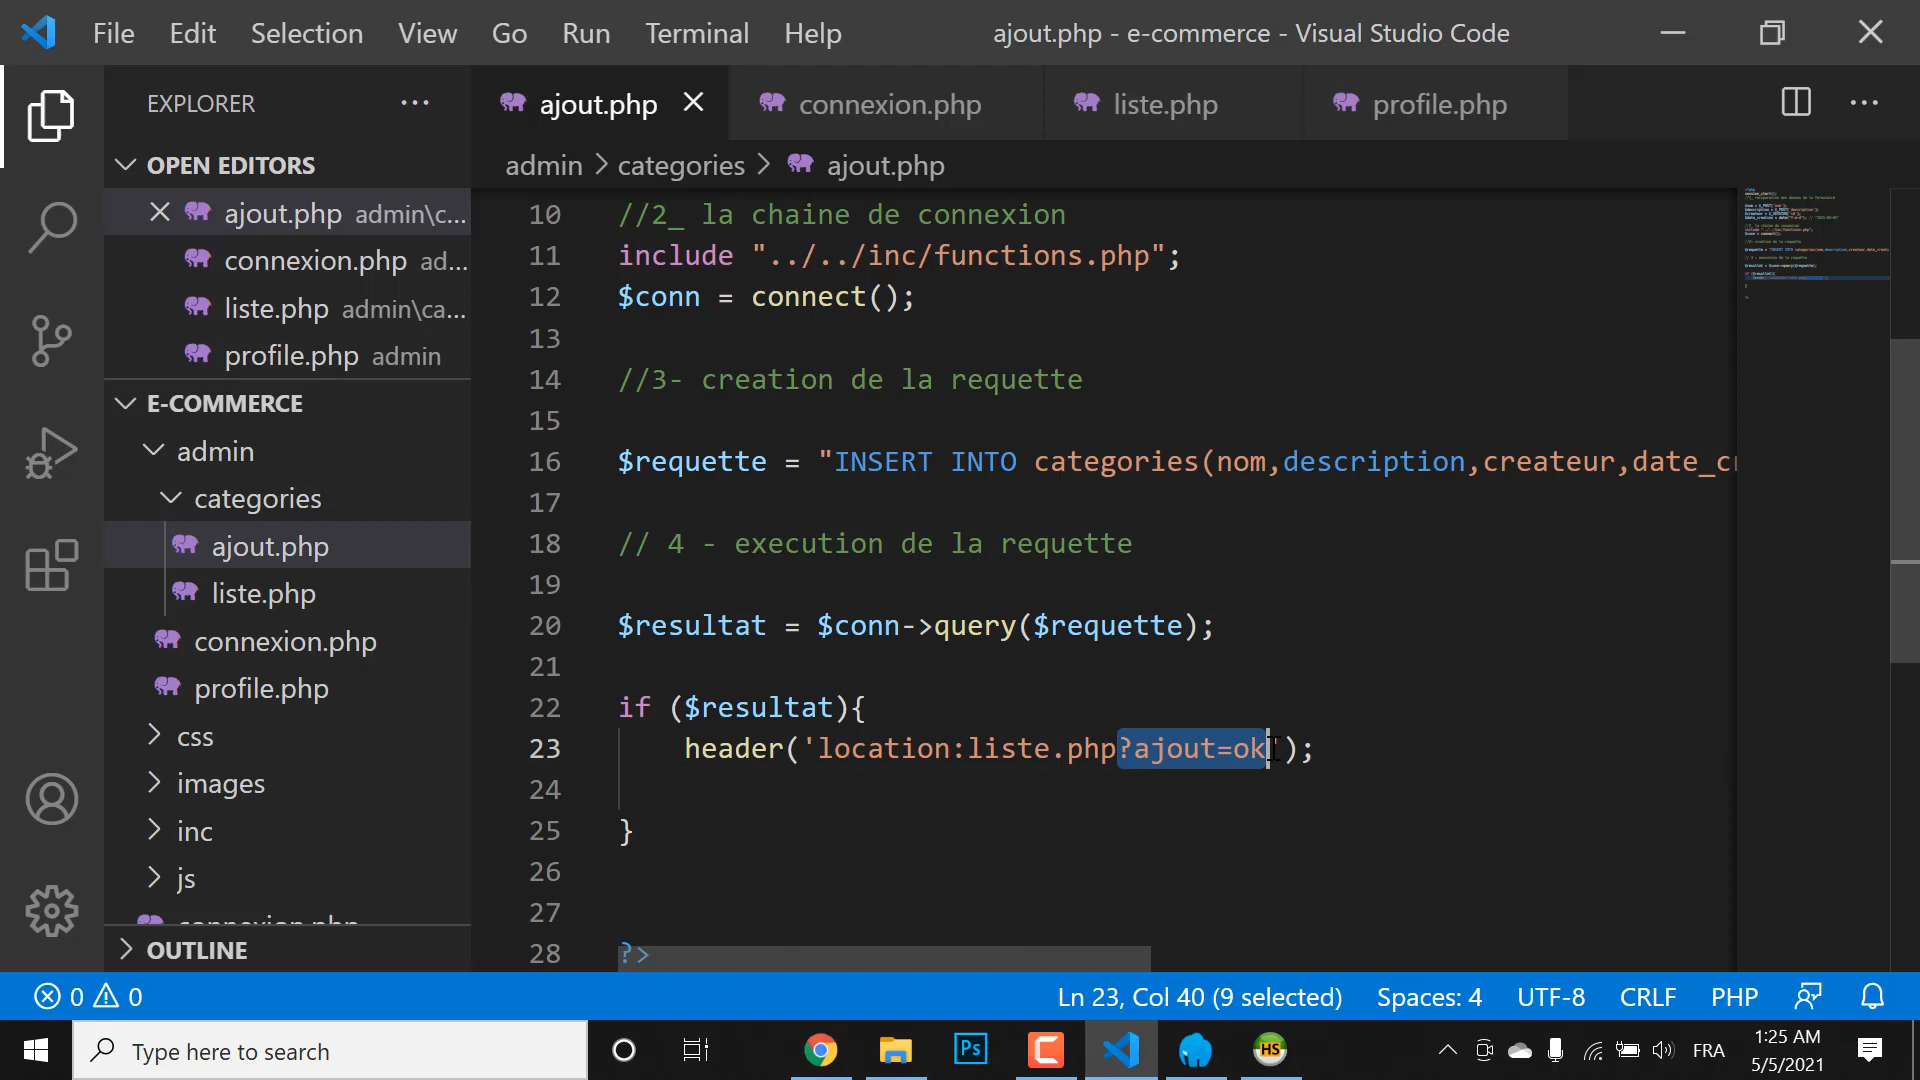 File Edit Selection View Go Run Terminal Help ajout.php - e-commerce - Visual Studio Code
EXPLORER
ajout.php
connexion.php
liste.php
profile.php
OPEN EDITORS
admin > categories > ajout.php
ajout.php admin\c...
connexion.php ad...
liste.php admin\ca...
profile.php admin
E-COMMERCE
admin
categories
ajout.php
liste.php
connexion.php
profile.php
css
images
inc
js
connexion.php
OUTLINE
10 //2_ la chaine de connexion
11 include "../../inc/functions.php";
12 $conn = connect();
13
14 //3- creation de la requette
15
16 $requette = "INSERT INTO categories(nom,description,createur,date_cr
17
18 // 4 - execution de la requette
19
20 $resultat = $conn->query($requette);
21
22 if ($resultat){
23 header('location:liste.php?ajout=ok');
24
25 }
26
27
28 ?>
0 0 Ln 23, Col 40 (9 selected) Spaces: 4 UTF-8 CRLF PHP
Type here to search
Ps
HS
FRA
1:25 AM
5/5/2021